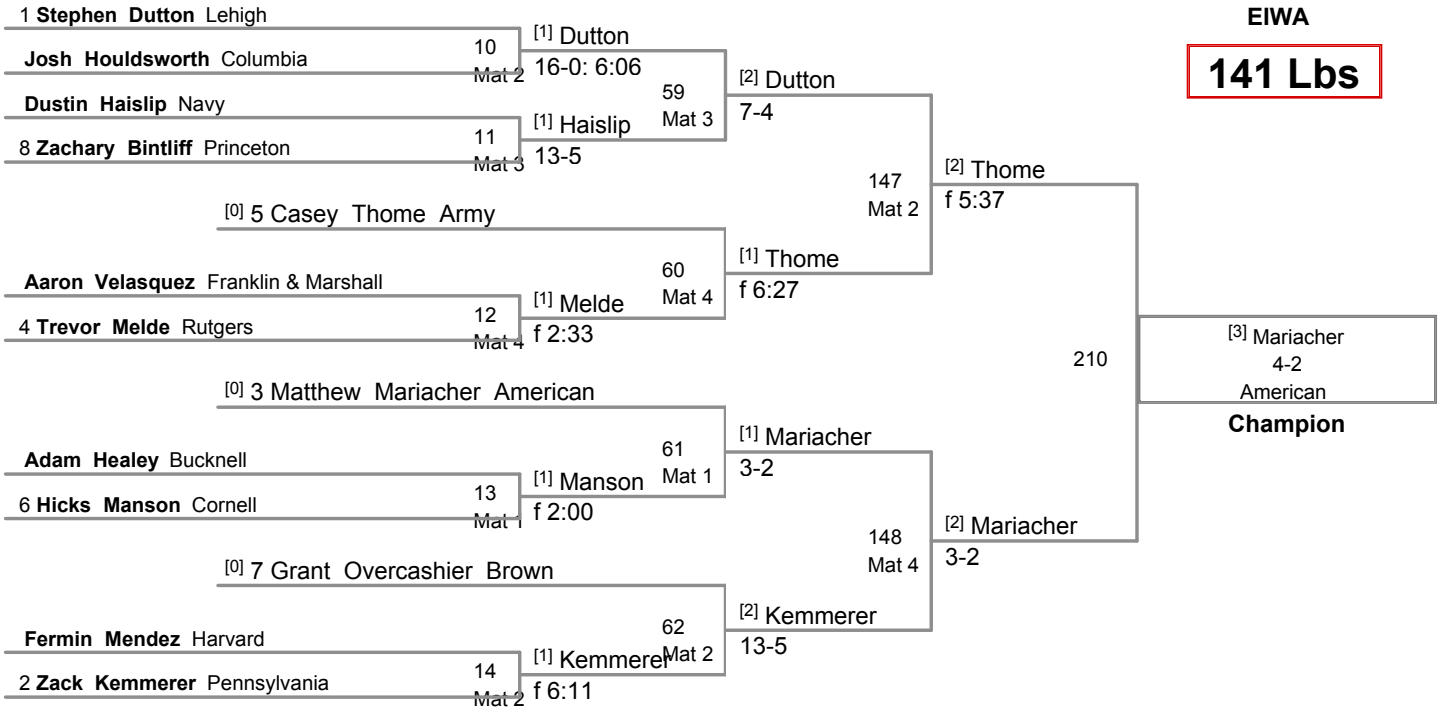 EIWA
141 Lbs
1 Stephen Dutton Lehigh
Josh Houldsworth Columbia
10
Mat 2
[1] Dutton
16-0: 6:06
Dustin Haislip Navy
8 Zachary Bintliff Princeton
11
Mat 3
[1] Haislip
13-5
59
Mat 3
[2] Dutton
7-4
[0] 5 Casey Thome Army
Aaron Velasquez Franklin & Marshall
4 Trevor Melde Rutgers
12
Mat 4
[1] Melde
f 2:33
60
Mat 4
[1] Thome
f 6:27
147
Mat 2
[2] Thome
f 5:37
[0] 3 Matthew Mariacher American
Adam Healey Bucknell
6 Hicks Manson Cornell
13
Mat 1
[1] Manson
f 2:00
61
Mat 1
[1] Mariacher
3-2
[0] 7 Grant Overcashier Brown
Fermin Mendez Harvard
2 Zack Kemmerer Pennsylvania
14
Mat 2
[1] Kemmerer
f 6:11
62
Mat 2
[2] Kemmerer
13-5
148
Mat 4
[2] Mariacher
3-2
210
[3] Mariacher
4-2
American
Champion